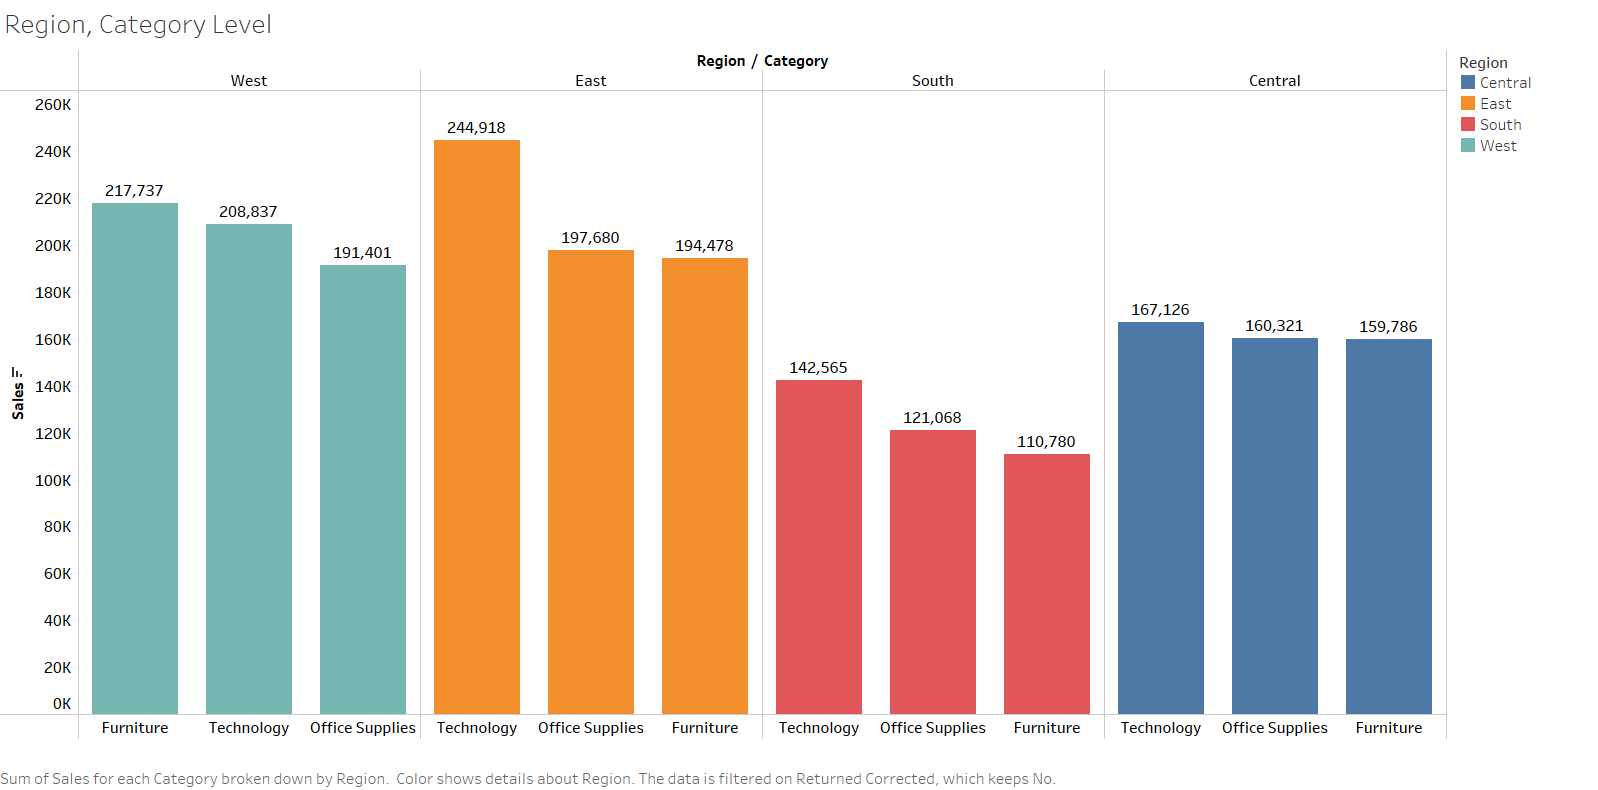 Region, Category Level
Region / Category
West East South Central
Region
Central
East
South
West
260K
240K
220K
200K
180K
160K
140K
120K
100K
80K
60K
40K
20K
0K
Sales
217,737 208,837 191,401 244,918 197,680 194,478 142,565 121,068 110,780 167,126 160,321 159,786
Furniture Technology Office Supplies Technology Office Supplies Furniture Technology Office Supplies Furniture Technology Office Supplies Furniture
Sum of Sales for each Category broken down by Region.  Color shows details about Region. The data is filtered on Returned Corrected, which keeps No.